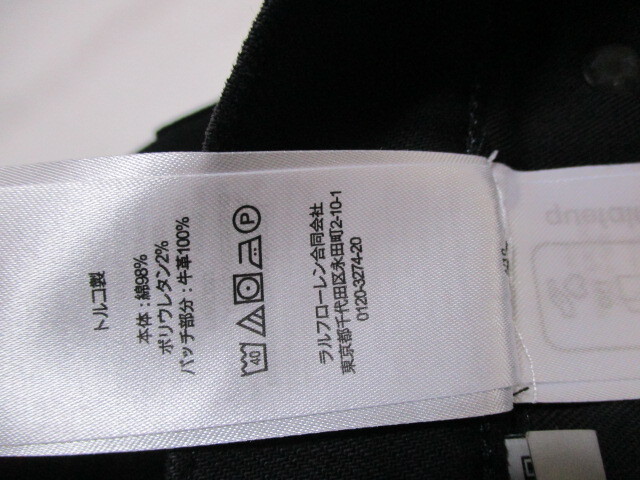 トルコ製
本体：綿98%
ポリウレタン2%
パッチ部分：牛革100%
40
P
ラルフローレン合同会社
東京都千代田区永田町2-10-1
0120-3274-20